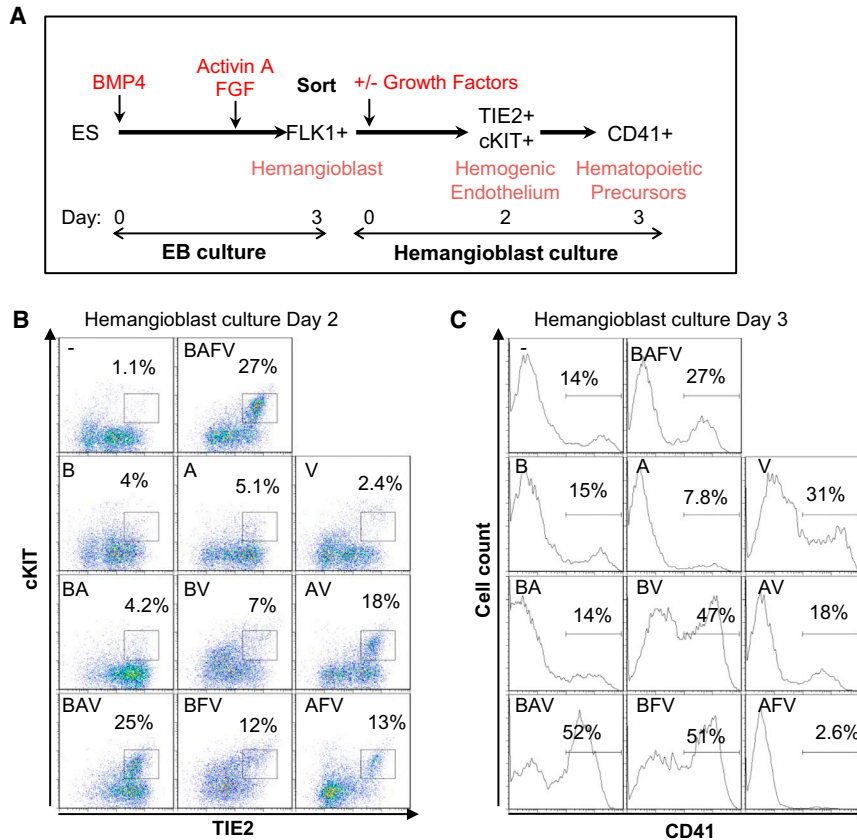 A
BMP4
Activin A
FGF
Sort
+/- Growth Factors
ES
FLK1+
TIE2+
cKIT+
CD41+
Hemangioblast
Hemogenic
Endothelium
Hematopoietic
Precursors
Day: 0 3 0 2 3
EB culture
Hemangioblast culture
B
Hemangioblast culture Day 2
- 1.1%
BAFV 27%
B 4%
A 5.1%
V 2.4%
BA 4.2%
BV 7%
AV 18%
BAV 25%
BFV 12%
AFV 13%
cKIT
TIE2
C
Hemangioblast culture Day 3
- 14%
BAFV 27%
B 15%
A 7.8%
V 31%
BA 14%
BV 47%
AV 18%
BAV 52%
BFV 51%
AFV 2.6%
Cell count
CD41